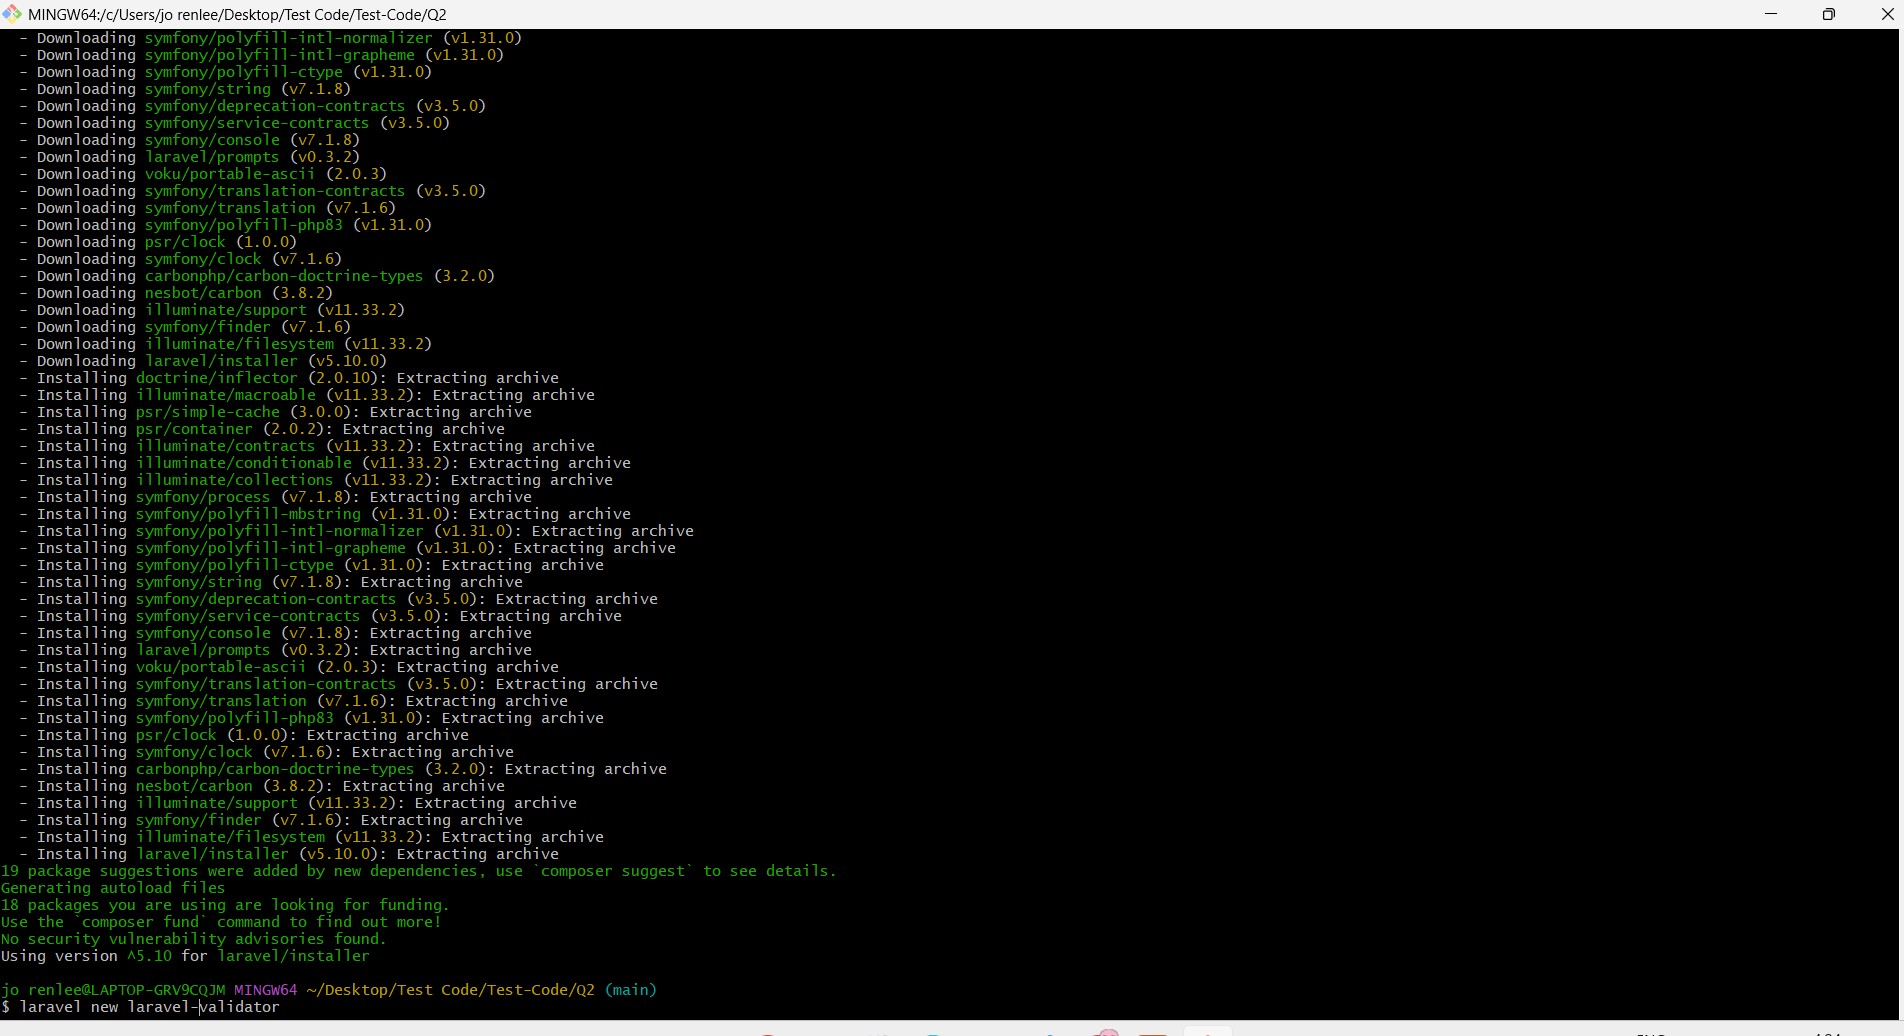 MINGW64:/c/Users/jo renlee/Desktop/Test Code/Test-Code/Q2
- Downloading symfony/polyfill-intl-normalizer (v1.31.0)
- Downloading symfony/polyfill-intl-grapheme (v1.31.0)
- Downloading symfony/polyfill-ctype (v1.31.0)
- Downloading symfony/string (v7.1.8)
- Downloading symfony/deprecation-contracts (v3.5.0)
- Downloading symfony/service-contracts (v3.5.0)
- Downloading symfony/console (v7.1.8)
- Downloading laravel/prompts (v0.3.2)
- Downloading voku/portable-ascii (2.0.3)
- Downloading symfony/translation-contracts (v3.5.0)
- Downloading symfony/translation (v7.1.6)
- Downloading symfony/polyfill-php83 (v1.31.0)
- Downloading psr/clock (1.0.0)
- Downloading symfony/clock (v7.1.6)
- Downloading carbonphp/carbon-doctrine-types (3.2.0)
- Downloading nesbot/carbon (3.8.2)
- Downloading illuminate/support (v11.33.2)
- Downloading symfony/finder (v7.1.6)
- Downloading illuminate/filesystem (v11.33.2)
- Downloading laravel/installer (v5.10.0)
- Installing doctrine/inflector (2.0.10): Extracting archive
- Installing illuminate/macroable (v11.33.2): Extracting archive
- Installing psr/simple-cache (3.0.0): Extracting archive
- Installing psr/container (2.0.2): Extracting archive
- Installing illuminate/contracts (v11.33.2): Extracting archive
- Installing illuminate/conditionable (v11.33.2): Extracting archive
- Installing illuminate/collections (v11.33.2): Extracting archive
- Installing symfony/process (v7.1.8): Extracting archive
- Installing symfony/polyfill-mbstring (v1.31.0): Extracting archive
- Installing symfony/polyfill-intl-normalizer (v1.31.0): Extracting archive
- Installing symfony/polyfill-intl-grapheme (v1.31.0): Extracting archive
- Installing symfony/polyfill-ctype (v1.31.0): Extracting archive
- Installing symfony/string (v7.1.8): Extracting archive
- Installing symfony/deprecation-contracts (v3.5.0): Extracting archive
- Installing symfony/service-contracts (v3.5.0): Extracting archive
- Installing symfony/console (v7.1.8): Extracting archive
- Installing laravel/prompts (v0.3.2): Extracting archive
- Installing voku/portable-ascii (2.0.3): Extracting archive
- Installing symfony/translation-contracts (v3.5.0): Extracting archive
- Installing symfony/translation (v7.1.6): Extracting archive
- Installing symfony/polyfill-php83 (v1.31.0): Extracting archive
- Installing psr/clock (1.0.0): Extracting archive
- Installing symfony/clock (v7.1.6): Extracting archive
- Installing carbonphp/carbon-doctrine-types (3.2.0): Extracting archive
- Installing nesbot/carbon (3.8.2): Extracting archive
- Installing illuminate/support (v11.33.2): Extracting archive
- Installing symfony/finder (v7.1.6): Extracting archive
- Installing illuminate/filesystem (v11.33.2): Extracting archive
- Installing laravel/installer (v5.10.0): Extracting archive
19 package suggestions were added by new dependencies, use `composer suggest` to see details.
Generating autoload files
18 packages you are using are looking for funding.
Use the `composer fund` command to find out more!
No security vulnerability advisories found.
Using version ^5.10 for laravel/installer
jo renlee@LAPTOP-GRV9CQJM MINGW64 ~/Desktop/Test Code/Test-Code/Q2 (main)
$ laravel new laravel-validator